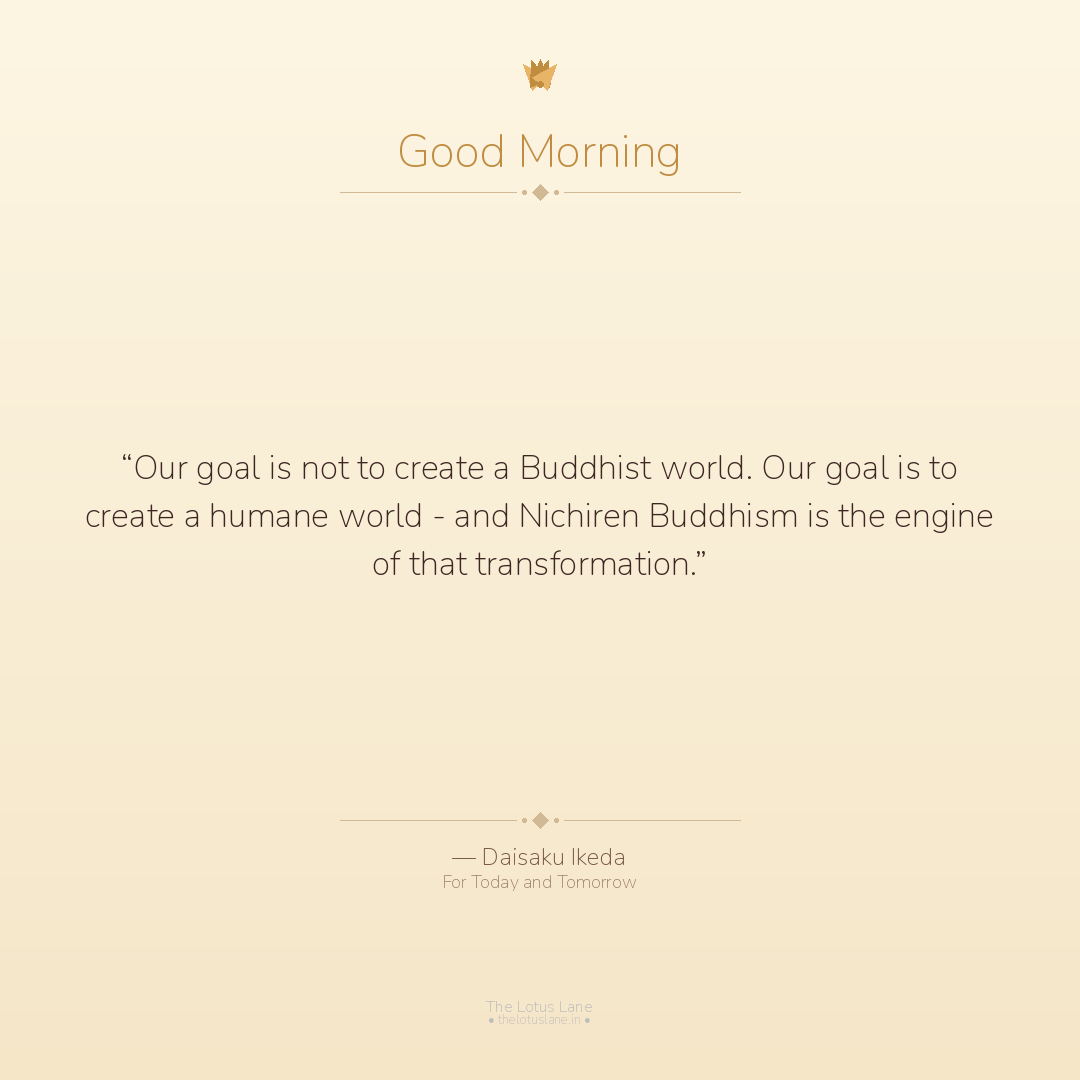 Good Morning
“Our goal is not to create a Buddhist world. Our goal is to
create a humane world - and Nichiren Buddhism is the engine
of that transformation.”
— Daisaku Ikeda
For Today and Tomorrow
The Lotus Lane
• thelotuslane.in •